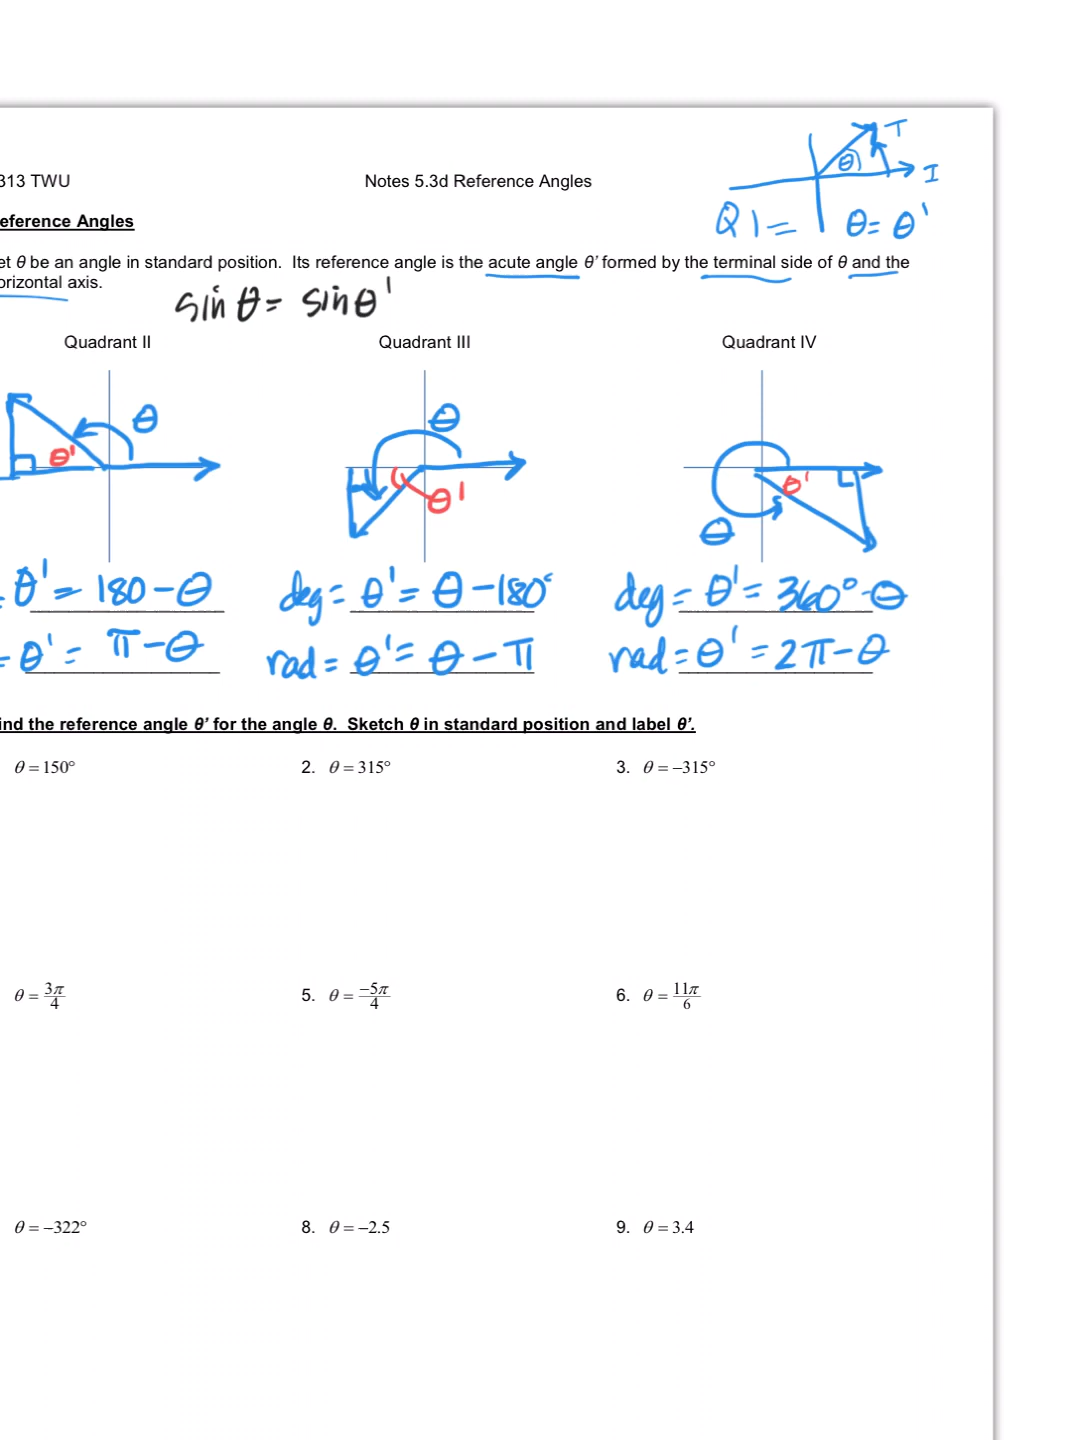 313 TWU Notes 5.3d Reference Angles
T
θ
I
Q1= θ=θ'
eference Angles
et θ be an angle in standard position. Its reference angle is the acute angle θ' formed by the terminal side of θ and the
orizontal axis.
sin θ= sinθ'
Quadrant II Quadrant III Quadrant IV
θ θ
θ' θ' θ'
θ
= θ'= 180-θ deg= θ'= θ-180° deg= θ'= 360°-θ
= θ'= π-θ rad= θ'= θ-π rad= θ'=2π-θ
ind the reference angle θ' for the angle θ. Sketch θ in standard position and label θ'.
θ = 150° 2. θ = 315° 3. θ = −315°
θ = 3π/4 5. θ = −5π/4 6. θ = 11π/6
θ = −322° 8. θ = −2.5 9. θ = 3.4